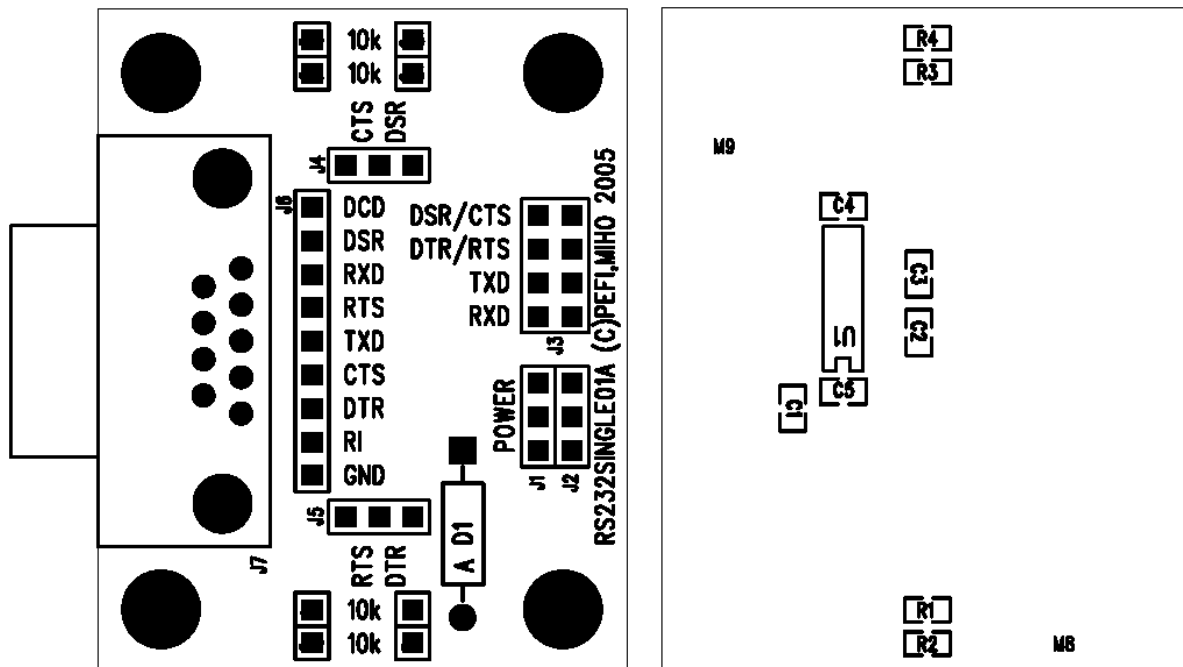 10k
10k
CTS
DSR
J4
J6
DCD
DSR
RXD
RTS
TXD
CTS
DTR
RI
GND
J5
RTS
DTR
10k
10k
J7
A D1
DSR/CTS
DTR/RTS
TXD
RXD
J3
POWER
J1
J2
RS232SINGLE01A (C)PEFI,MIHO 2005
R4
R3
M9
C4
C3
U1
C2
C5
C1
R1
R2
M6